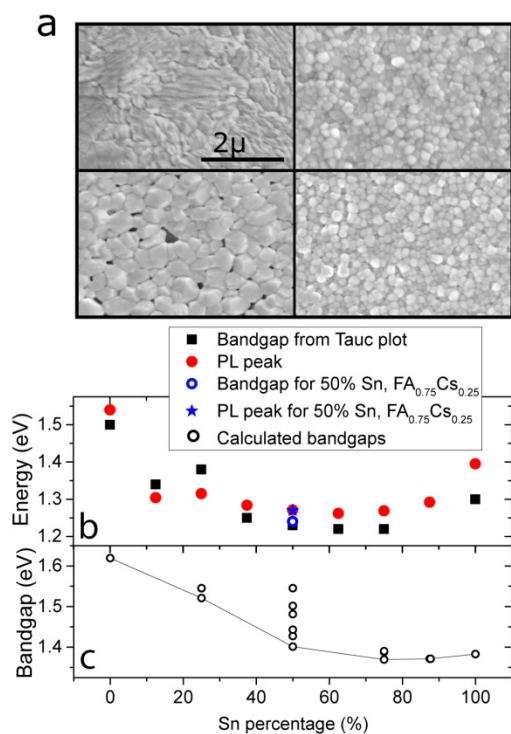 a
2μ
Bandgap from Tauc plot
PL peak
Bandgap for 50% Sn, FA0.75Cs0.25
PL peak for 50% Sn, FA0.75Cs0.25
Calculated bandgaps
Energy (eV)
1.5
1.4
1.3
1.2
b
Bandgap (eV)
1.6
1.5
1.4
c
0 20 40 60 80 100
Sn percentage (%)